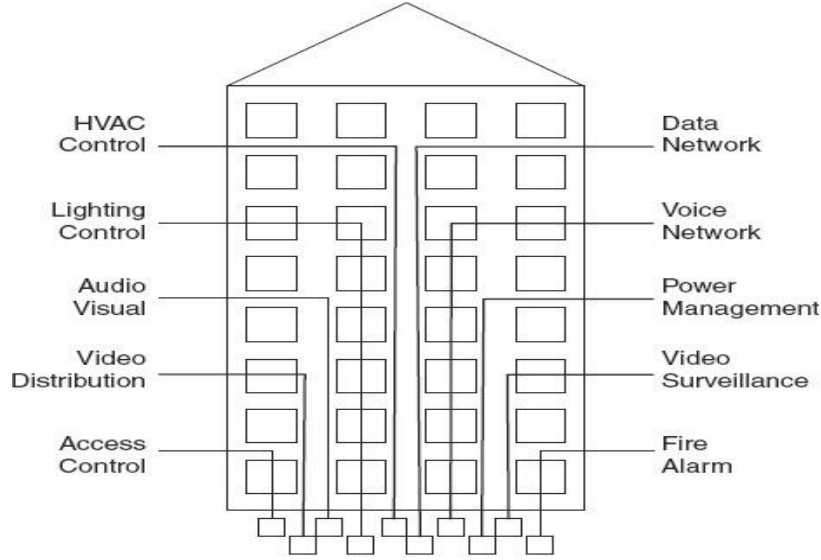 HVAC
Control
Lighting
Control
Audio
Visual
Video
Distribution
Access
Control
Data
Network
Voice
Network
Power
Management
Video
Surveillance
Fire
Alarm